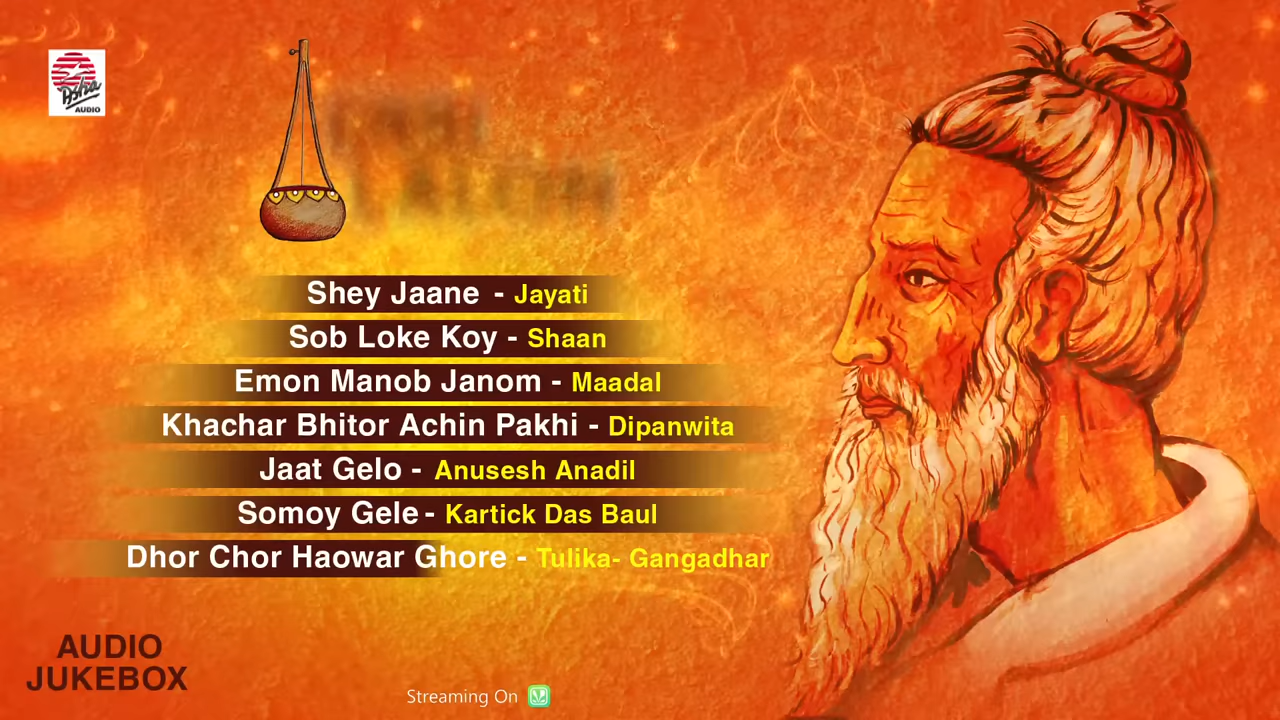 Asha
AUDIO
Shey Jaane - Jayati
Sob Loke Koy - Shaan
Emon Manob Janom - Maadal
Khachar Bhitor Achin Pakhi - Dipanwita
Jaat Gelo - Anusesh Anadil
Somoy Gele - Kartick Das Baul
Dhor Chor Haowar Ghore - Tulika- Gangadhar
AUDIO
JUKEBOX
Streaming On